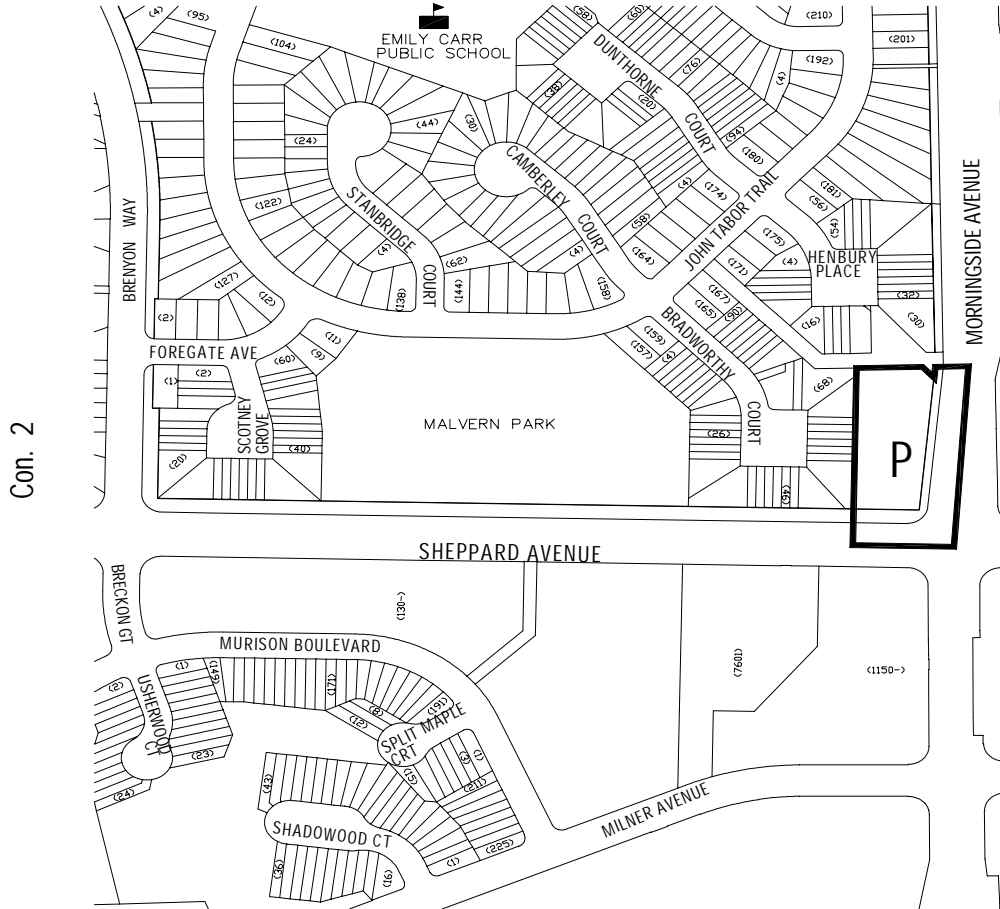 (4)
(95)
(104)
EMILY CARR
PUBLIC SCHOOL
(58)
(60)
(210)
(201)
(192)
(76)
(4)
DUNTHORNE
COURT
(38)
(20)
(94)
(180)
(24)
(44)
(30)
CAMBERLEY
COURT
STANBRIDGE
COURT
(122)
(4)
(174)
JOHN TABOR TRAIL
(181)
(56)
(54)
(58)
(164)
(175)
(171)
(4)
HENBURY
PLACE
MORNINGSIDE AVENUE
BRENYON WAY
(4)
(62)
(4)
(127)
(12)
(138)
(144)
(158)
(167)
(165)
(90)
(32)
(30)
(16)
(2)
(11)
(9)
(60)
FOREGATE AVE
(1)
(2)
SCOTNEY
GROVE
(159)
(157)
(4)
BRADWORTHY
COURT
(68)
MALVERN PARK
(26)
(40)
(20)
(46)
P
Con. 2
SHEPPARD AVENUE
BRECKON GT
(130-)
(7601)
(1150-)
MURISON BOULEVARD
(1)
(149)
(171)
(2)
USHERWOOD
CT
(23)
(24)
(8)
(12)
(191)
SPLIT MAPLE
CRT
(15)
(3)
(1)
(211)
(43)
SHADOWOOD CT
(36)
(16)
(1)
(225)
MILNER AVENUE